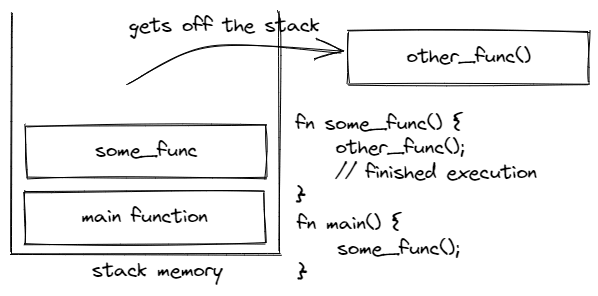 gets off the stack
other_func()
some_func
main function
stack memory
fn some_func() {
other_func();
// finished execution
}
fn main() {
some_func();
}